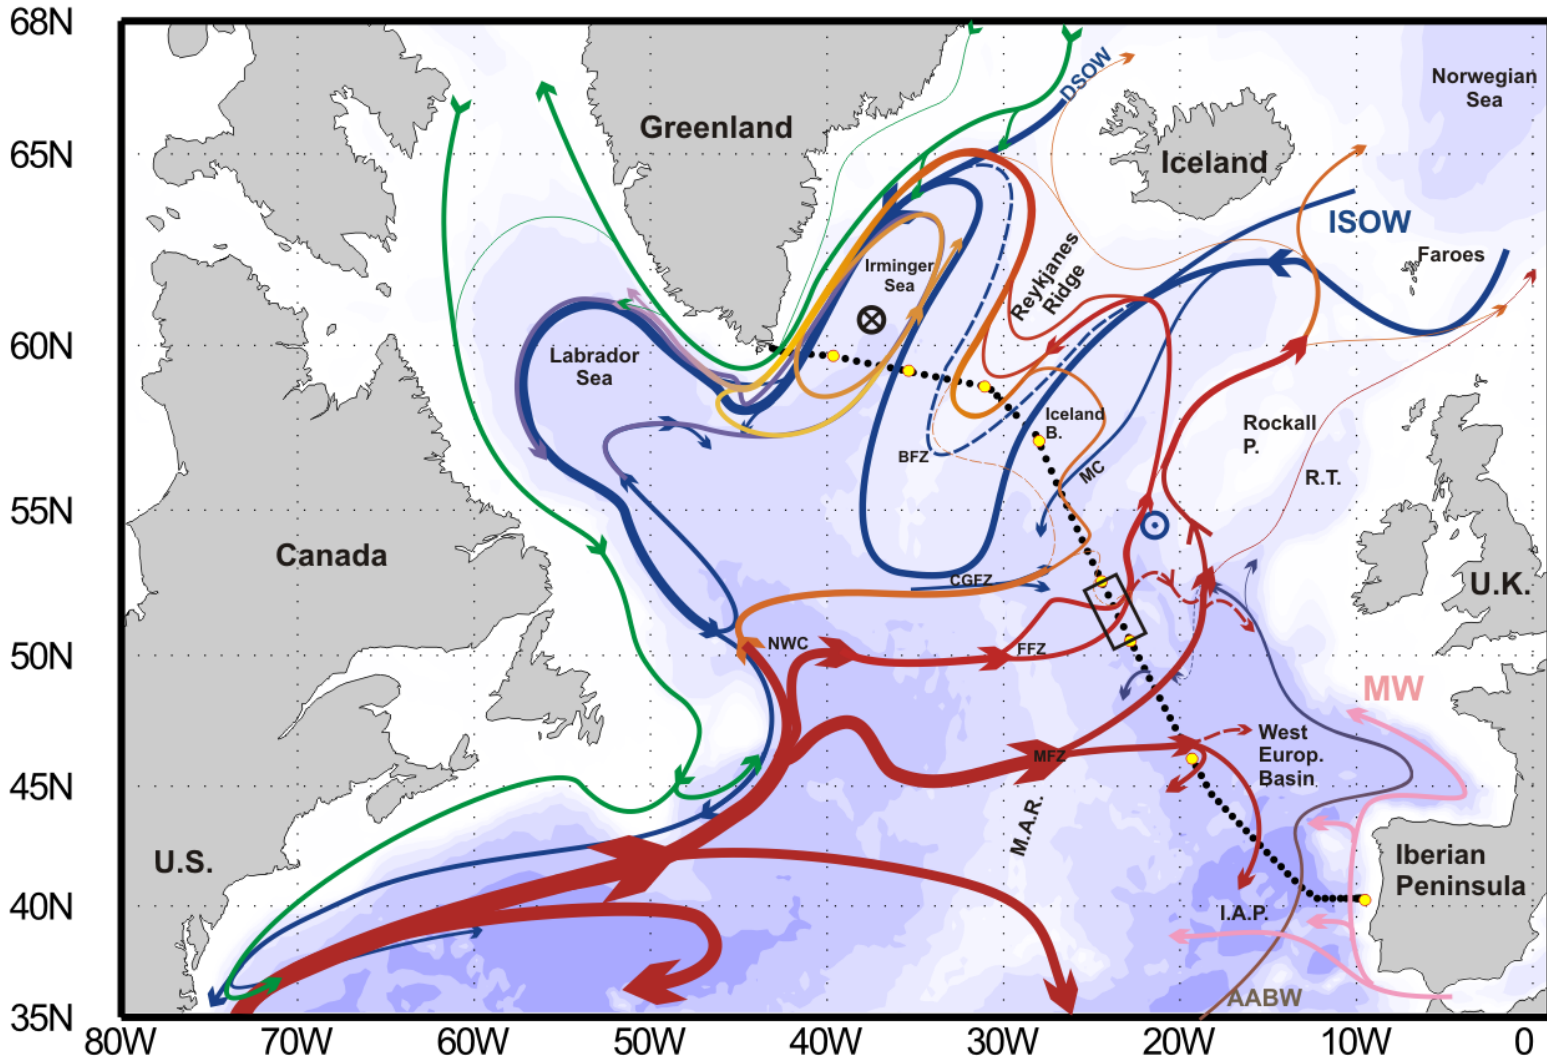 68N
65N
60N
55N
50N
45N
40N
35N
80W
70W
60W
50W
40W
30W
20W
10W
0
Greenland
DSOW
Iceland
Norwegian
Sea
ISOW
Faroes
Irminger
Sea
Reykjanes
Ridge
Labrador
Sea
Iceland
B.
BFZ
MC
Rockall
P.
R.T.
Canada
CGFZ
U.K.
NWC
FFZ
MW
MFZ
West
Europ.
Basin
M.A.R.
U.S.
Iberian
Peninsula
I.A.P.
AABW